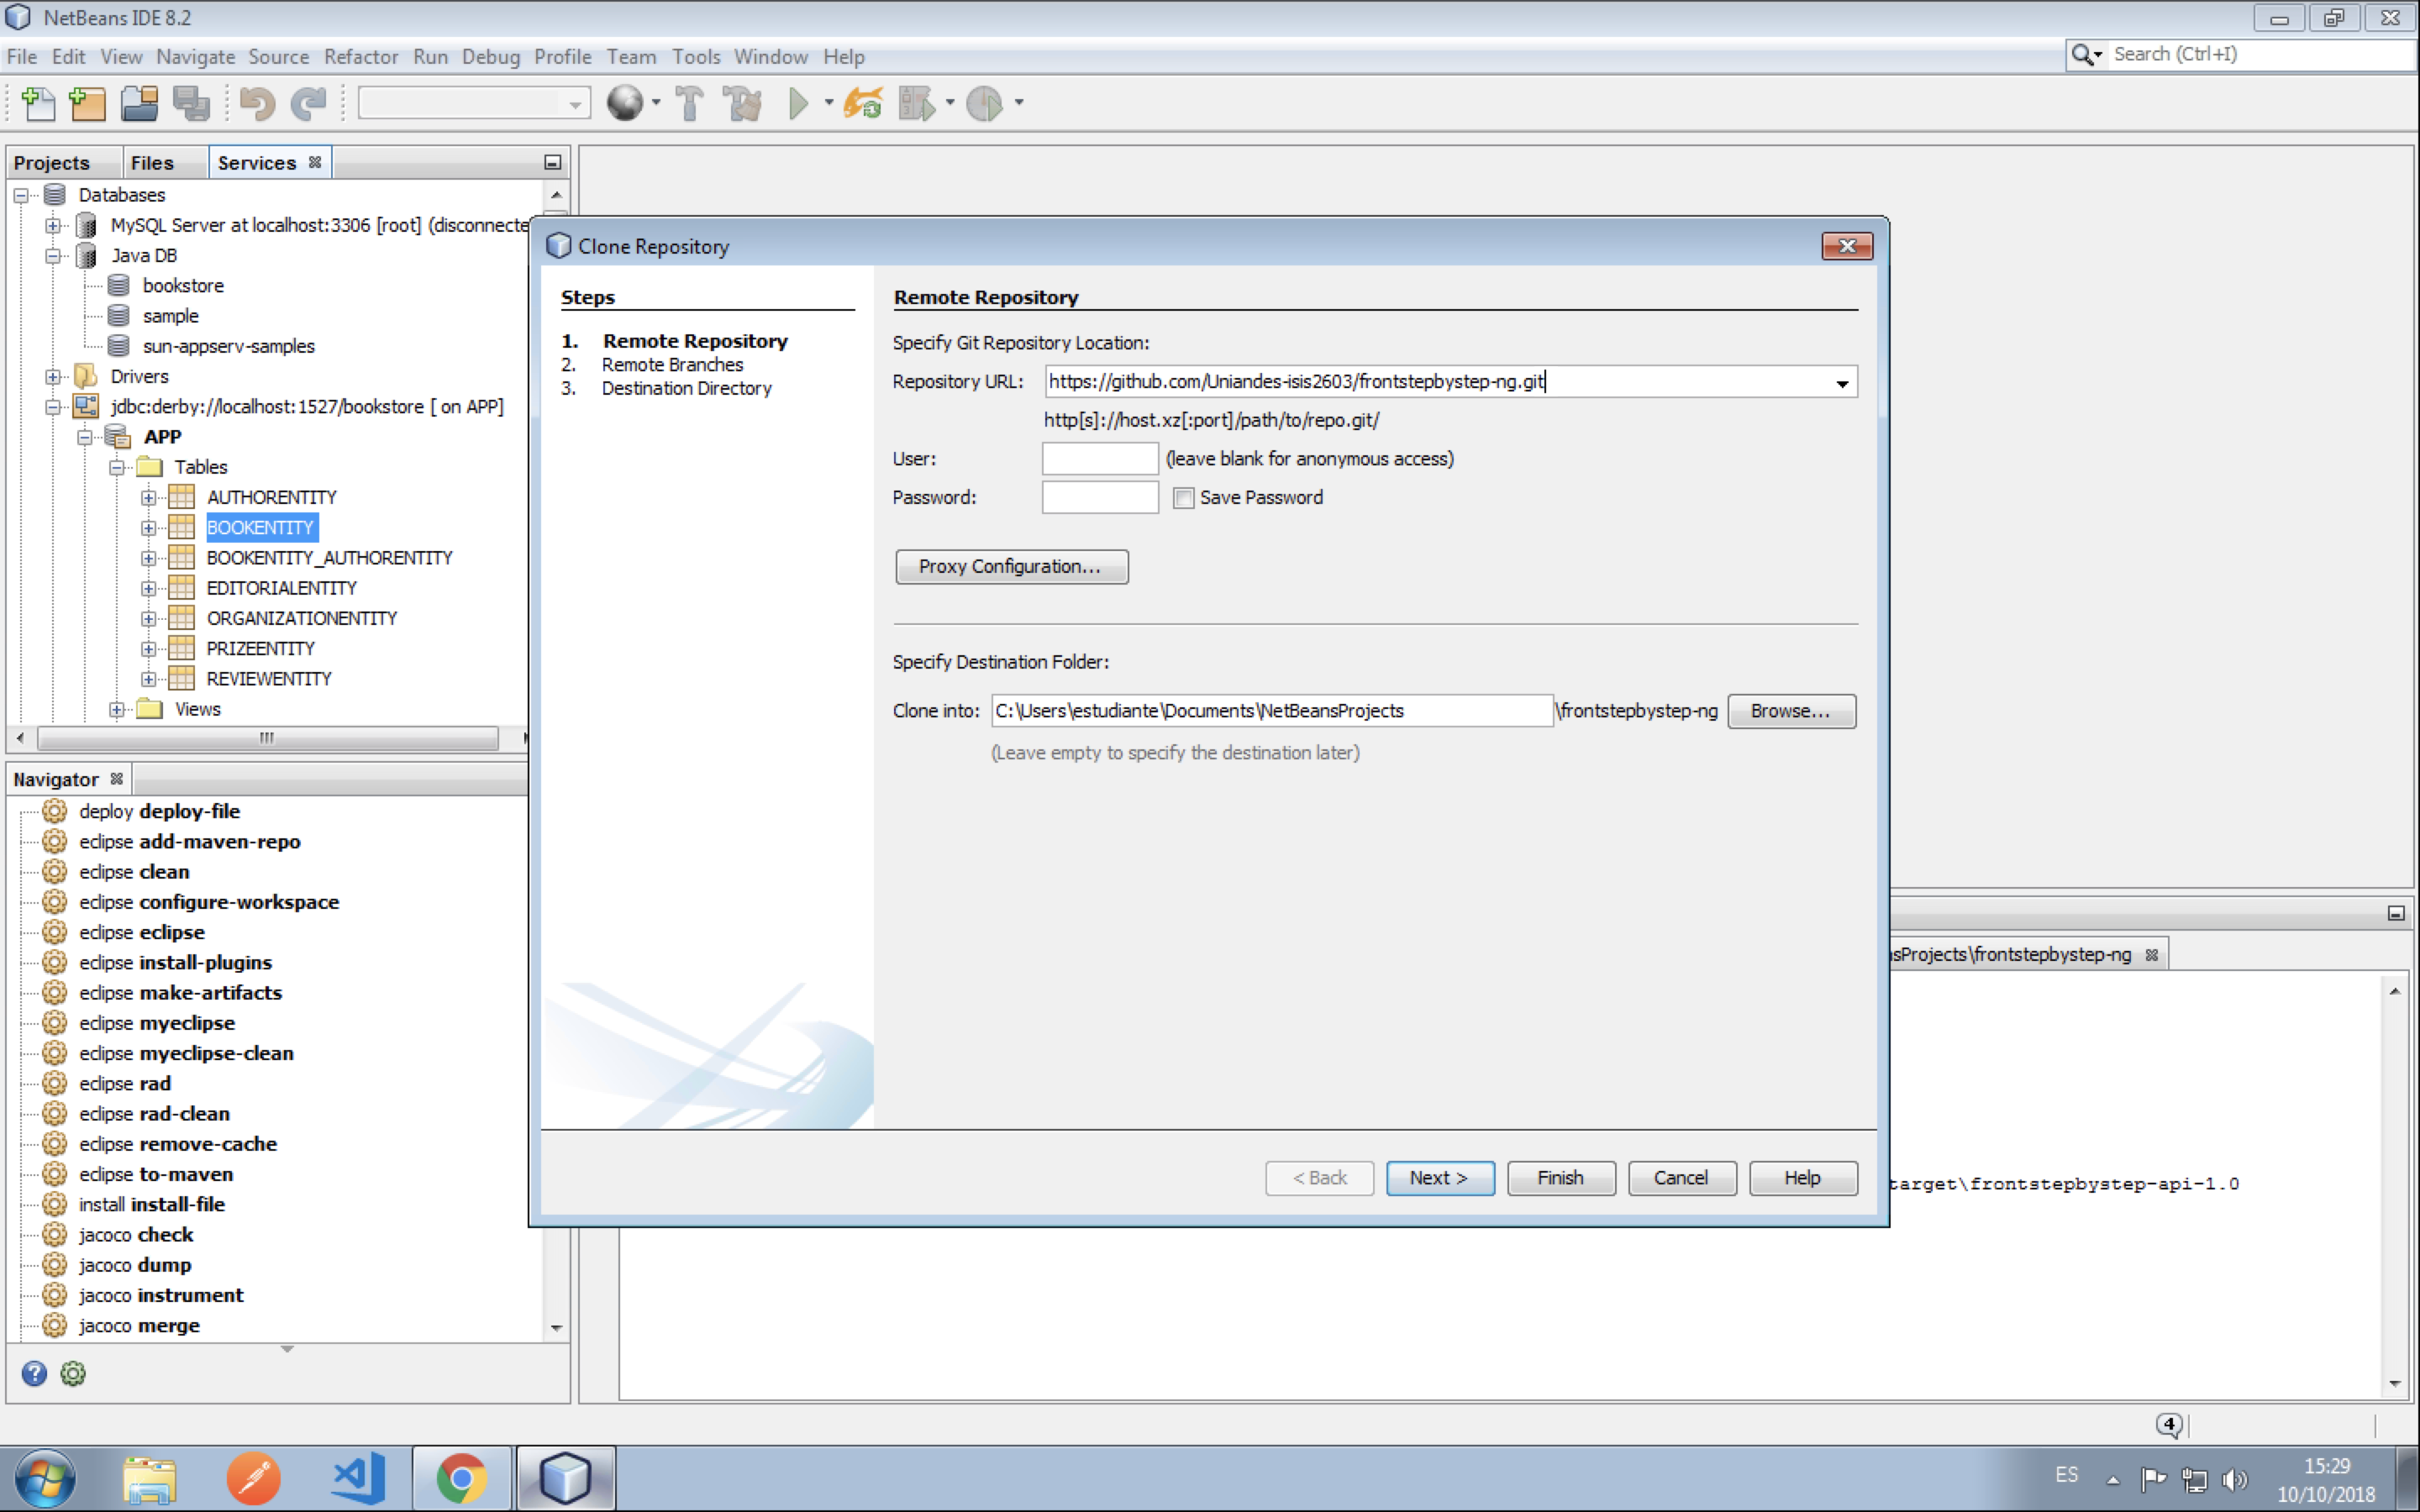 NetBeans IDE 8.2
File Edit View Navigate Source Refactor Run Debug Profile Team Tools Window Help
Search (Ctrl+I)
Projects Files Services
Databases
MySQL Server at localhost:3306 [root] (disconnecte
Java DB
bookstore
sample
sun-appserv-samples
Drivers
jdbc:derby://localhost:1527/bookstore [ on APP]
APP
Tables
AUTHORENTITY
BOOKENTITY
BOOKENTITY_AUTHORENTITY
EDITORIALENTITY
ORGANIZATIONENTITY
PRIZEENTITY
REVIEWENTITY
Views
Navigator
deploy deploy-file
eclipse add-maven-repo
eclipse clean
eclipse configure-workspace
eclipse eclipse
eclipse install-plugins
eclipse make-artifacts
eclipse myeclipse
eclipse myeclipse-clean
eclipse rad
eclipse rad-clean
eclipse remove-cache
eclipse to-maven
install install-file
jacoco check
jacoco dump
jacoco instrument
jacoco merge
Clone Repository
Steps
1. Remote Repository
2. Remote Branches
3. Destination Directory
Remote Repository
Specify Git Repository Location:
Repository URL: https://github.com/Uniandes-isis2603/frontstepbystep-ng.git
http[s]://host.xz[:port]/path/to/repo.git/
User: (leave blank for anonymous access)
Password: Save Password
Proxy Configuration...
Specify Destination Folder:
Clone into: C:\Users\estudiante\Documents\NetBeansProjects \frontstepbystep-ng Browse...
(Leave empty to specify the destination later)
< Back Next > Finish Cancel Help
sProjects\frontstepbystep-ng
target\frontstepbystep-api-1.0
4
ES
15:29
10/10/2018